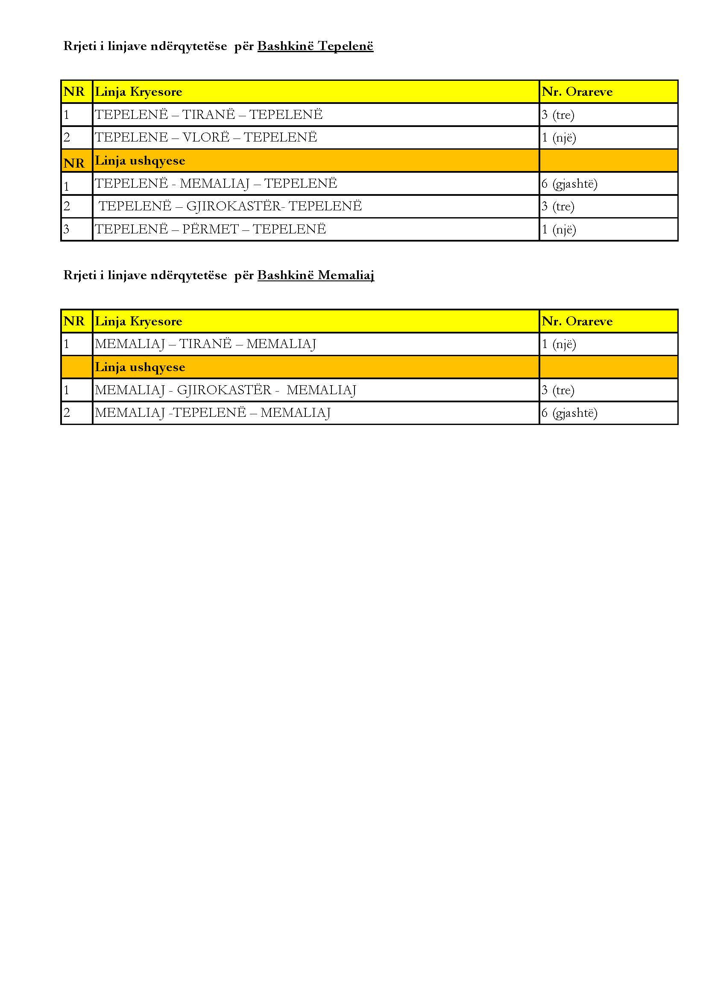 Rrjeti i linjave ndërqytetëse  për Bashkinë Tepelenë
NR Linja Kryesore Nr. Orareve
1 TEPELENË – TIRANË – TEPELENË 3 (tre)
2 TEPELENE – VLORË – TEPELENË 1 (një)
NR Linja ushqyese
1 TEPELENË - MEMALIAJ – TEPELENË 6 (gjashtë)
2 TEPELENË – GJIROKASTËR- TEPELENË 3 (tre)
3 TEPELENË – PËRMET – TEPELENË 1 (një)
Rrjeti i linjave ndërqytetëse  për Bashkinë Memaliaj
NR Linja Kryesore Nr. Orareve
1 MEMALIAJ – TIRANË – MEMALIAJ 1 (një)
Linja ushqyese
1 MEMALIAJ - GJIROKASTËR -  MEMALIAJ 3 (tre)
2 MEMALIAJ -TEPELENË – MEMALIAJ 6 (gjashtë)